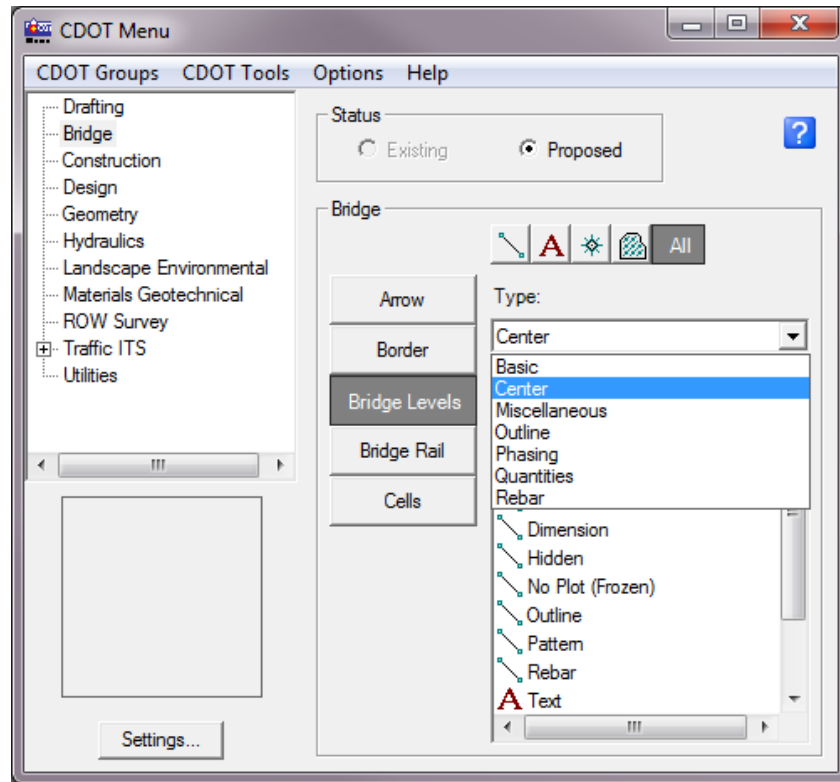 CDOT Menu
CDOT Groups CDOT Tools Options Help
Drafting
Bridge
Construction
Design
Geometry
Hydraulics
Landscape Environmental
Materials Geotechnical
ROW Survey
Traffic ITS
Utilities
Settings...
Status
Existing Proposed
?
Bridge
A All
Arrow
Border
Bridge Levels
Bridge Rail
Cells
Type:
Center
Basic
Center
Miscellaneous
Outline
Phasing
Quantities
Rebar
Dimension
Hidden
No Plot (Frozen)
Outline
Pattern
Rebar
A Text